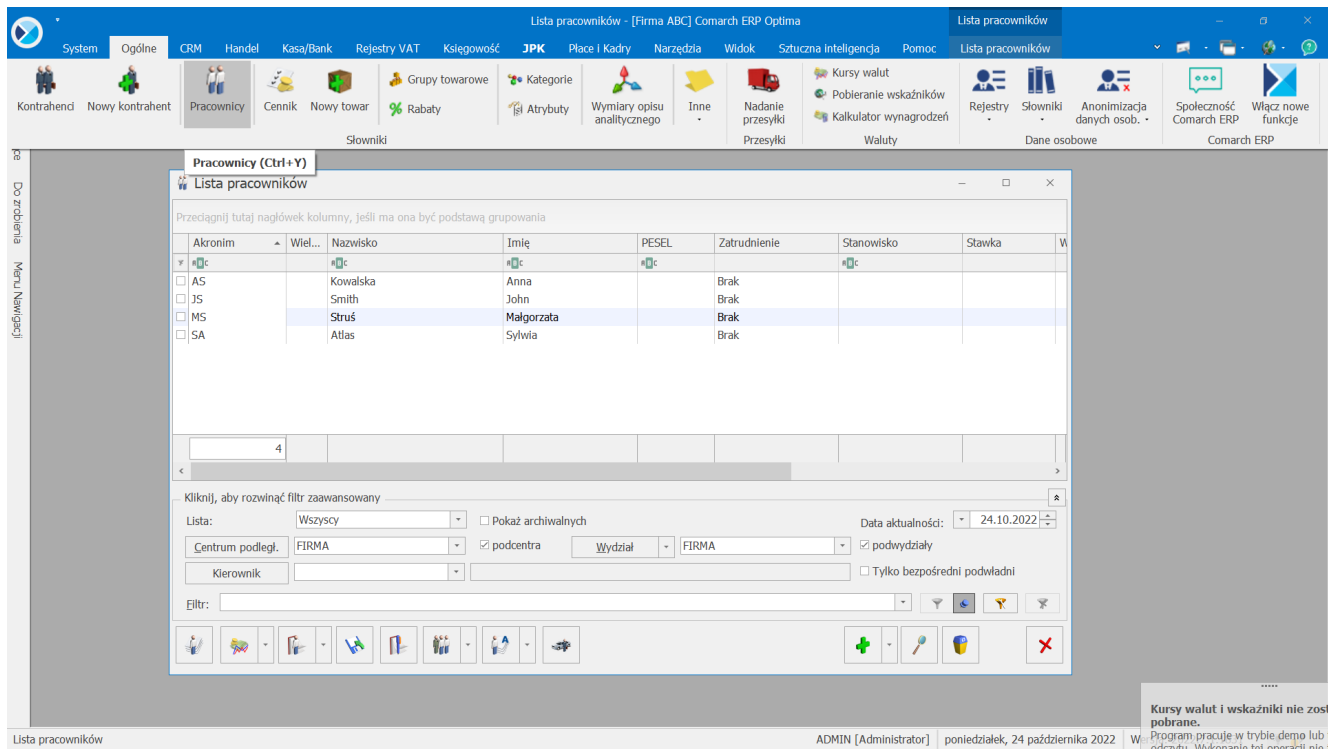 Lista pracowników - [Firma ABC] Comarch ERP Optima
Lista pracowników
System Ogólne CRM Handel Kasa/Bank Rejestry VAT Księgowość JPK Płace i Kadry Narzędzia Widok Sztuczna inteligencja Pomoc Lista pracowników
Kontrahenci
Nowy kontrahent
Pracownicy
Cennik
Nowy towar
Grupy towarowe
Rabaty
Kategorie
Atrybuty
Wymiary opisu
analitycznego
Inne
Słowniki
Nadanie
przesyłki
Przesyłki
Kursy walut
Pobieranie wskaźników
Kalkulator wynagrodzeń
Waluty
Rejestry
Słowniki
Anonimizacja
danych osob.
Dane osobowe
Społeczność
Comarch ERP
Włącz nowe
funkcje
Comarch ERP
Pracownicy (Ctrl+Y)
Do zrobienia
Menu Nawigacji
Lista pracowników
Przeciągnij tutaj nagłówek kolumny, jeśli ma ona być podstawą grupowania
Akronim Wiel... Nazwisko Imię PESEL Zatrudnienie Stanowisko Stawka W
AS Kowalska Anna Brak
JS Smith John Brak
MS Struś Małgorzata Brak
SA Atlas Sylwia Brak
4
Kliknij, aby rozwinąć filtr zaawansowany
Lista: Wszyscy Pokaż archiwalnych Data aktualności: 24.10.2022
Centrum podległ. FIRMA podcentra Wydział FIRMA podwydziały
Kierownik Tylko bezpośredni podwładni
Filtr:
Kursy walut i wskaźniki nie zost
pobrane.
Program pracuje w trybie demo lub
odczytu. Wykonanie tej operacji nie
Lista pracowników ADMIN [Administrator] poniedziałek, 24 października 2022